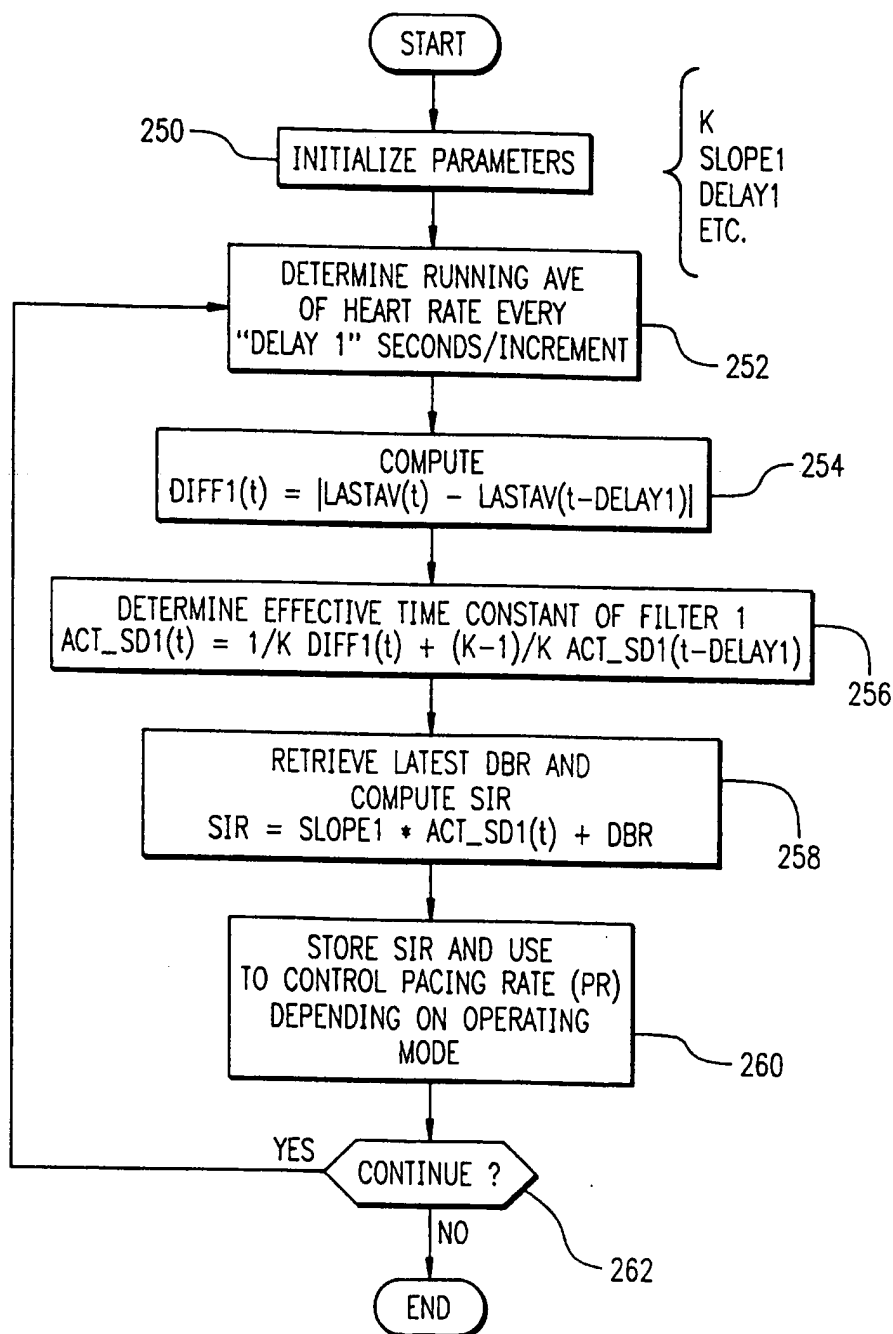 START
250
INITIALIZE PARAMETERS
K
SLOPE1
DELAY1
ETC.
DETERMINE RUNNING AVE
OF HEART RATE EVERY
“DELAY 1” SECONDS/INCREMENT
252
COMPUTE
DIFF1(t) = |LASTAV(t) - LASTAV(t-DELAY1)|
254
DETERMINE EFFECTIVE TIME CONSTANT OF FILTER 1
ACT_SD1(t) = 1/K DIFF1(t) + (K-1)/K ACT_SD1(t-DELAY1)
256
RETRIEVE LATEST DBR AND
COMPUTE SIR
SIR = SLOPE1 * ACT_SD1(t) + DBR
258
STORE SIR AND USE
TO CONTROL PACING RATE (PR)
DEPENDING ON OPERATING
MODE
260
YES
CONTINUE ?
NO
262
END